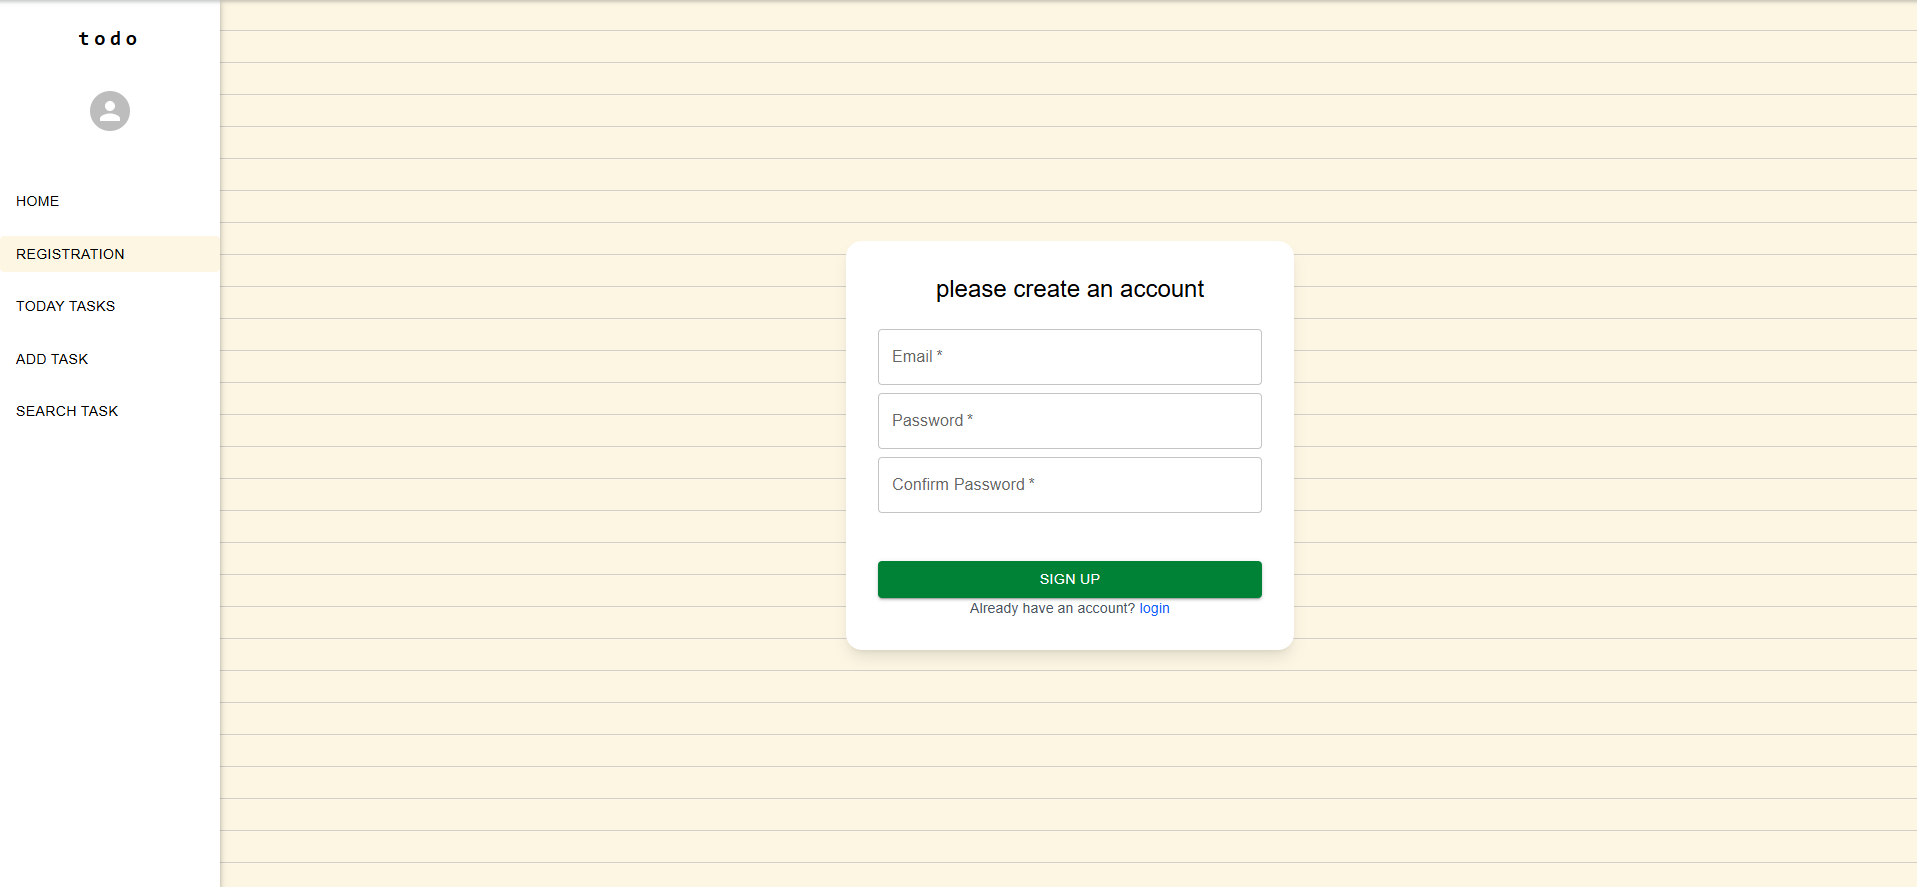 todo
HOME
REGISTRATION
TODAY TASKS
ADD TASK
SEARCH TASK
please create an account
Email *
Password *
Confirm Password *
SIGN UP
Already have an account? login